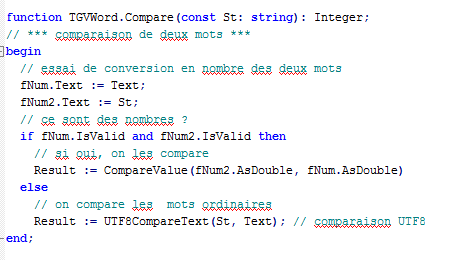 function TGVWord.Compare(const St: string): Integer;
// *** comparaison de deux mots ***
begin
// essai de conversion en nombre des deux mots
fNum.Text := Text;
fNum2.Text := St;
// ce sont des nombres ?
if fNum.IsValid and fNum2.IsValid then
// si oui, on les compare
Result := CompareValue(fNum2.AsDouble, fNum.AsDouble)
else
// on compare les  mots ordinaires
Result := UTF8CompareText(St, Text); // comparaison UTF8
end;